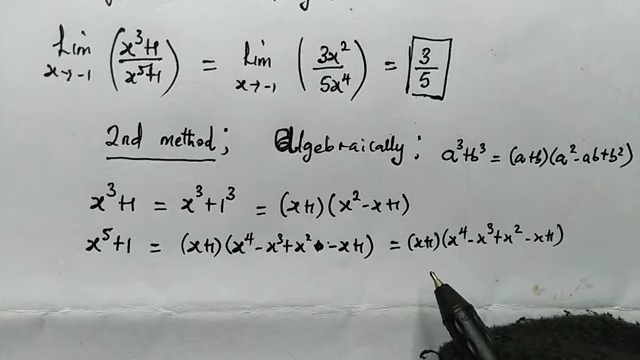 lim x→-1 (x³+1 / x⁵+1) = lim x→-1 (3x² / 5x⁴) = 3/5
2nd method; Algebraically; a³+b³ = (a+b)(a²-ab+b²)
x³+1 = x³+1³ = (x+1)(x²-x+1)
x⁵+1 = (x+1)(x⁴-x³+x²-x+1) = (x+1)(x⁴-x³+x²-x+1)